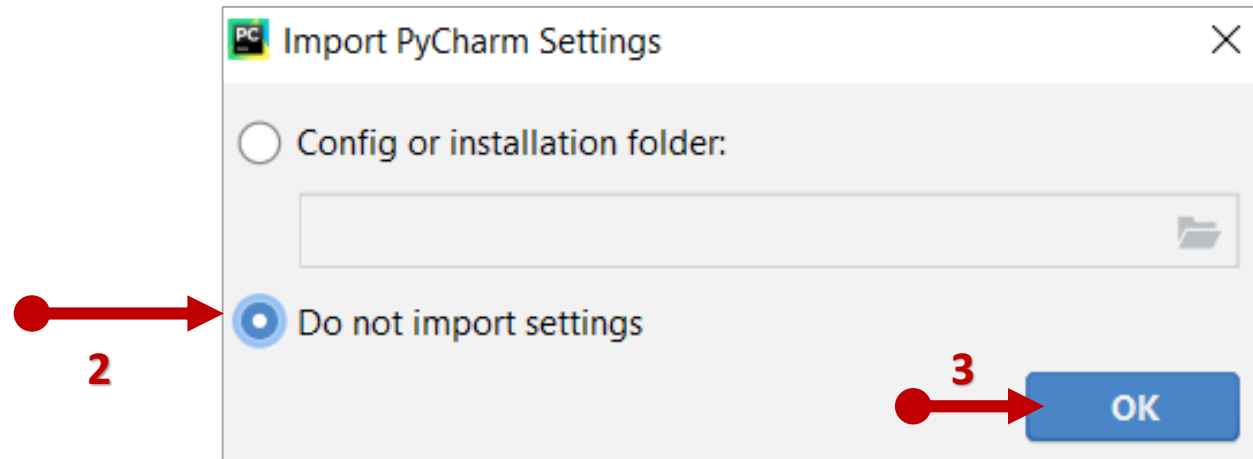 PC Import PyCharm Settings
Config or installation folder:
Do not import settings
2
3
OK